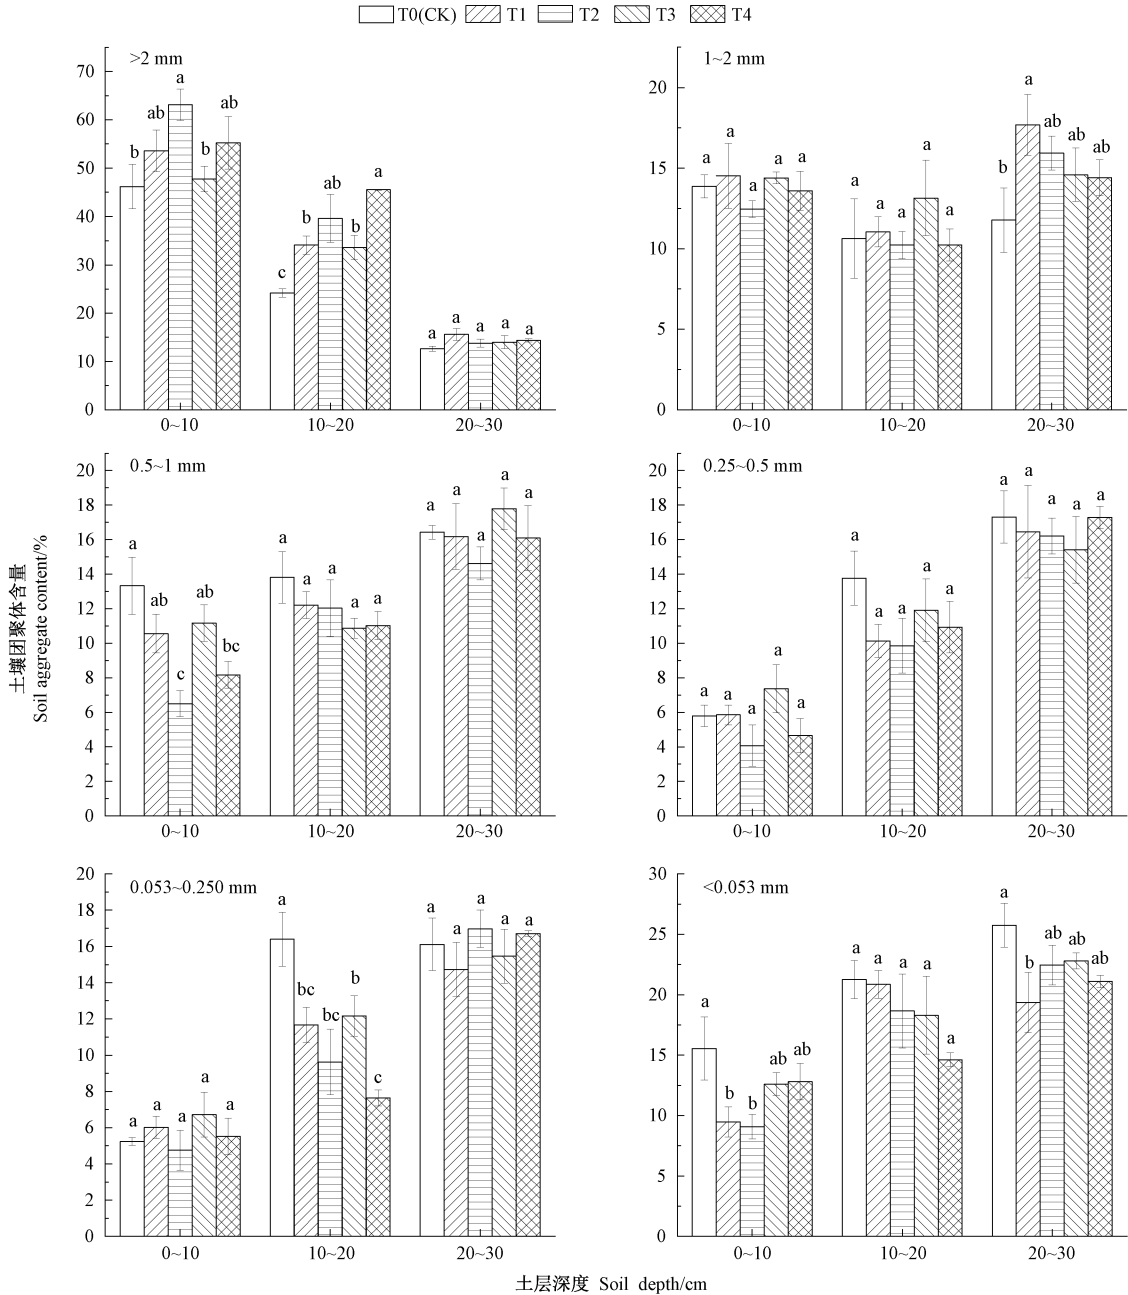 T0(CK) T1 T2 T3 T4
>2 mm
70
60
50
40
30
20
10
0
b ab a b ab
c b ab b a
a a a a a
0~10 10~20 20~30
1~2 mm
20
15
10
5
0
a a a a a
a a a a a
b a ab ab ab
0~10 10~20 20~30
0.5~1 mm
20
18
16
14
12
10
8
6
4
2
0
a ab c ab bc
a a a a a
a a a a a
0~10 10~20 20~30
0.25~0.5 mm
20
18
16
14
12
10
8
6
4
2
0
a a a a a
a a a a a
a a a a a
0~10 10~20 20~30
土壤团聚体含量
Soil aggregate content/%
0.053~0.250 mm
20
18
16
14
12
10
8
6
4
2
0
a a a a a
a bc bc b c
a a a a a
0~10 10~20 20~30
<0.053 mm
30
25
20
15
10
5
0
a b b ab ab
a a a a a
a b ab ab ab
0~10 10~20 20~30
土层深度 Soil depth/cm